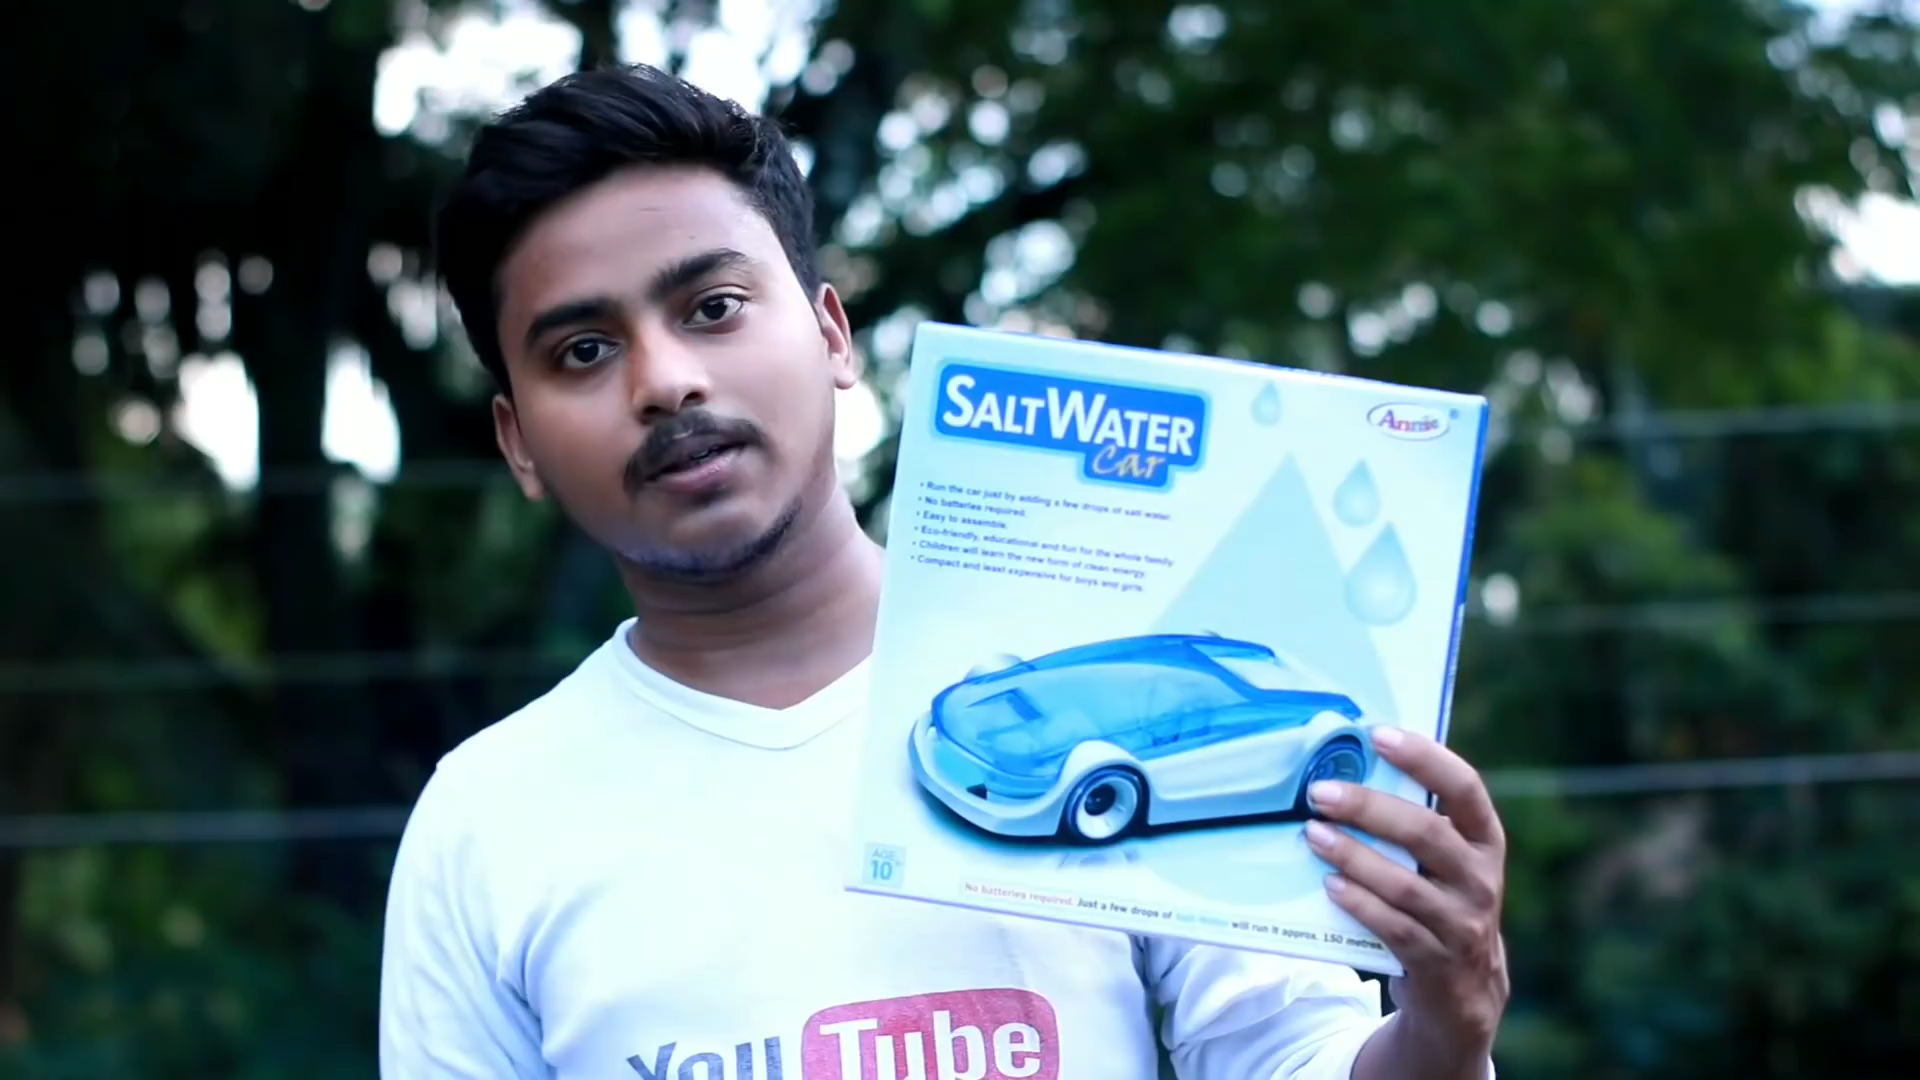 SALT WATER
Car
Annie
• Run the car just by adding a few drops of salt water.
• No batteries required.
• Easy to assemble.
• Eco-friendly, educational and fun for the whole family.
• Children will learn the new form of clean energy.
• Compact and least expensive for boys and girls.
AGE
10+
No batteries required. Just a few drops of Salt Water will run it approx. 150 metres.
YouTube